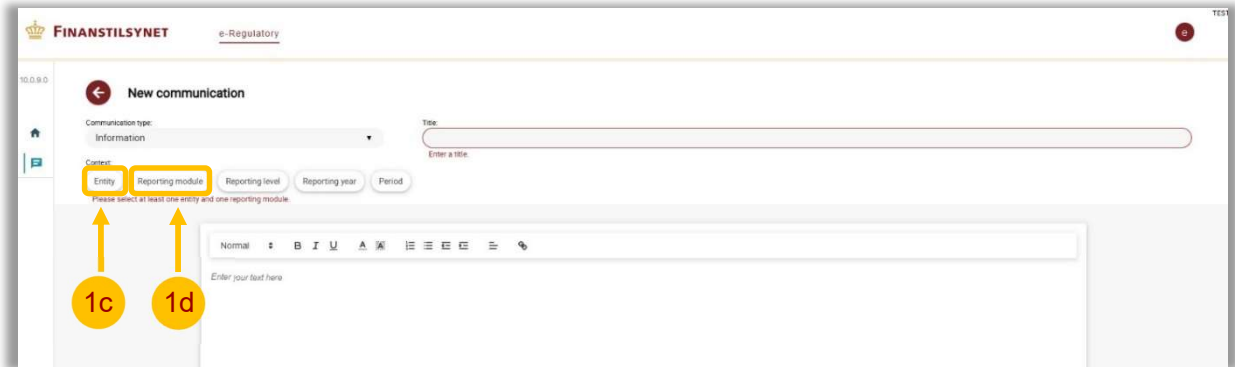 TEST
FINANSTILSYNET e-Regulatory e
10.0.9.0
New communication
Communication type: Title:
Information
Enter a title.
Context:
Entity Reporting module Reporting level Reporting year Period
Please select at least one entity and one reporting module.
Normal B I U A A
Enter your text here
1c 1d